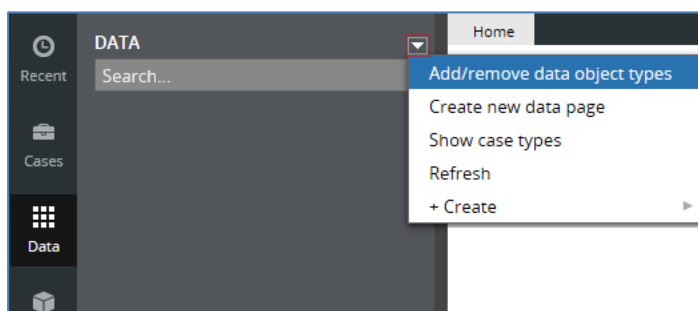 Recent
Cases
Data
DATA
Search...
Home
Add/remove data object types
Create new data page
Show case types
Refresh
+ Create